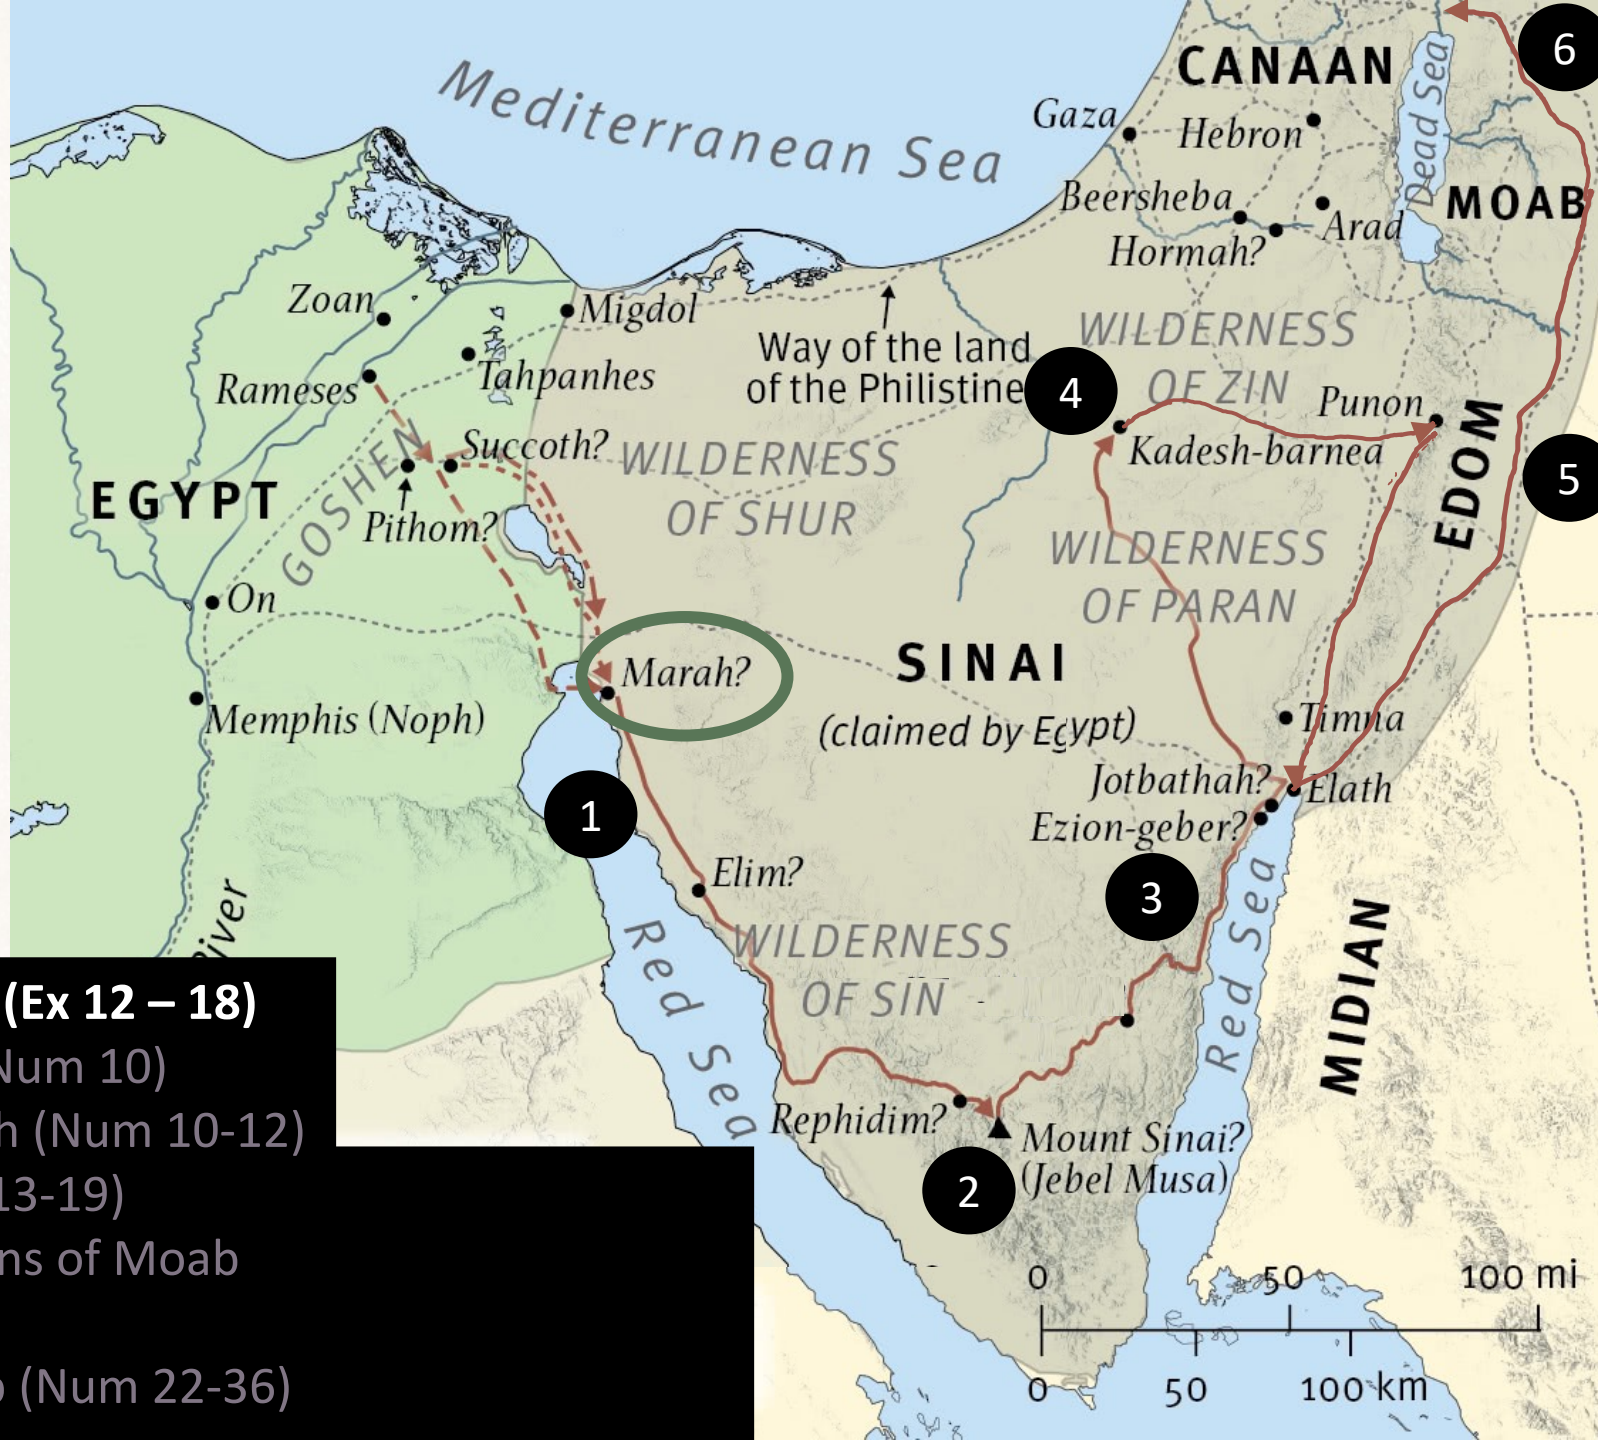 6
CANAAN
Mediterranean Sea
Dead Sea
Gaza
Hebron
Beersheba
MOAB
Arad
Hormah?
Zoan
Migdol
WILDERNESS
OF ZIN
Way of the land
of the Philistine
4
Tahpanhes
Rameses
Punon
Succoth?
Kadesh-barnea
WILDERNESS
OF SHUR
EDOM
5
EGYPT
GOSHEN
Pithom?
WILDERNESS
OF PARAN
On
SINAI
(claimed by Egypt)
Marah?
Memphis (Noph)
Timna
Jotbathah?
Elath
Ezion-geber?
1
Elim?
3
River
Red Sea
WILDERNESS
OF SIN
Red Sea
MIDIAN
Rephidim?
Mount Sinai?
(Jebel Musa)
2
0 50 100 mi
0 50 100 km
(Ex 12 – 18)
Num 10)
h (Num 10-12)
13-19)
ns of Moab
(Num 22-36)